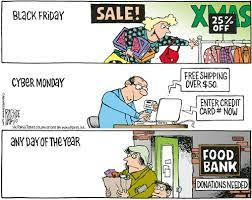 BLACK FRIDAY
SALE!
XMAS
25%
OFF
CYBER MONDAY
FREE SHIPPING
OVER $50.
ENTER CREDIT
CARD # NOW
ANY DAY OF THE YEAR
FOOD
BANK
DONATIONS NEEDED